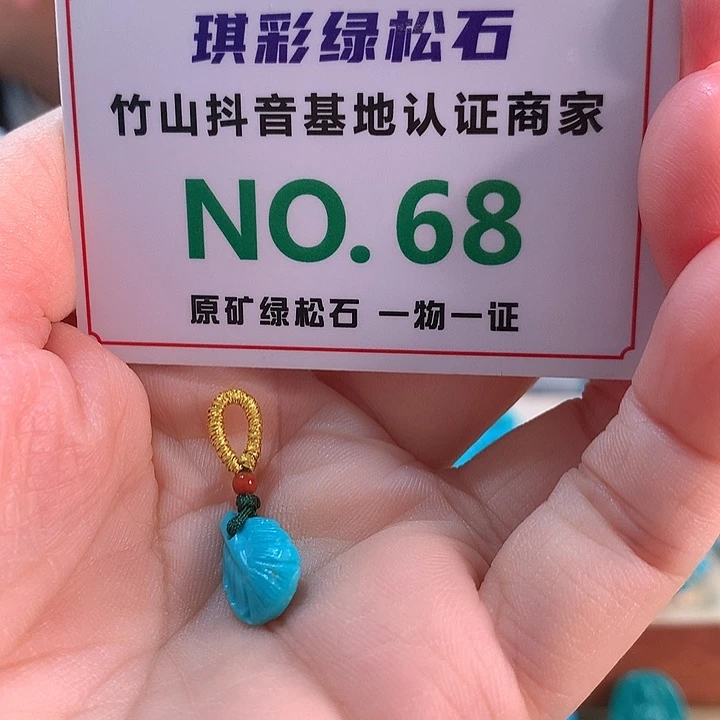 琪彩绿松石
竹山抖音基地认证商家
NO.68
原矿绿松石 一物一证